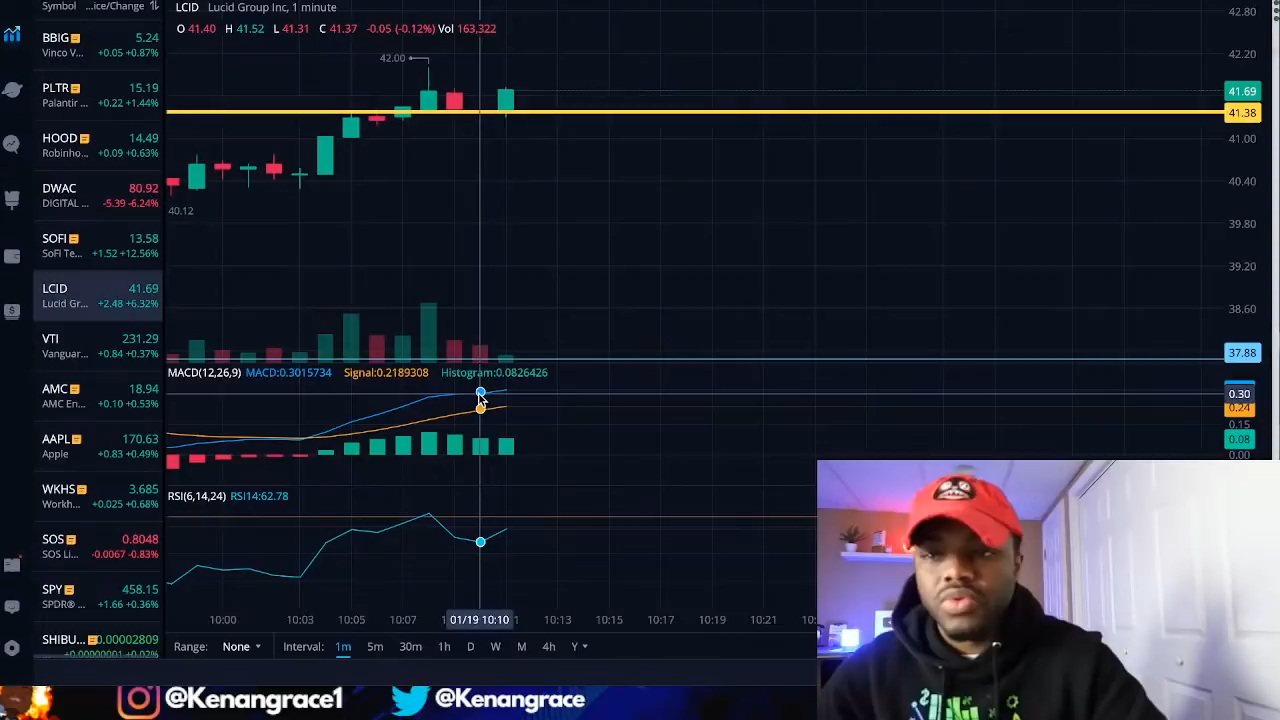 Symbol ...ice/Change
BBIG 5.24
Vinco V... +0.05 +0.87%
PLTR 15.19
Palantir ... +0.22 +1.44%
HOOD 14.49
Robinho... +0.09 +0.63%
DWAC 80.92
DIGITAL ... -5.39 -6.24%
SOFI 13.58
SoFi Te... +1.52 +12.56%
LCID 41.69
Lucid Gr... +2.48 +6.32%
VTI 231.29
Vanguar... +0.84 +0.37%
AMC 18.94
AMC En... +0.10 +0.53%
AAPL 170.63
Apple +0.83 +0.49%
WKHS 3.685
Workh... +0.025 +0.68%
SOS 0.8048
SOS Li... -0.0067 -0.83%
SPY 458.15
SPDR® ... +1.66 +0.36%
SHIBU... 0.00002809
+0.00000001 +0.02%
LCID Lucid Group Inc, 1 minute
O 41.40 H 41.52 L 41.31 C 41.37 -0.05 (-0.12%) Vol 163,322
42.00
40.12
42.80
42.20
41.69
41.38
41.00
40.40
39.80
39.20
38.60
37.88
MACD(12,26,9) MACD:0.3015734 Signal:0.2189308 Histogram:0.0826426
0.30
0.24
0.15
0.08
0.00
RSI(6,14,24) RSI14:62.78
10:00 10:03 10:05 10:07 01/19 10:10 10:13 10:15 10:17 10:19 10:21
Range: None Interval: 1m 5m 30m 1h D W M 4h Y
@Kenangrace1 @Kenangrace